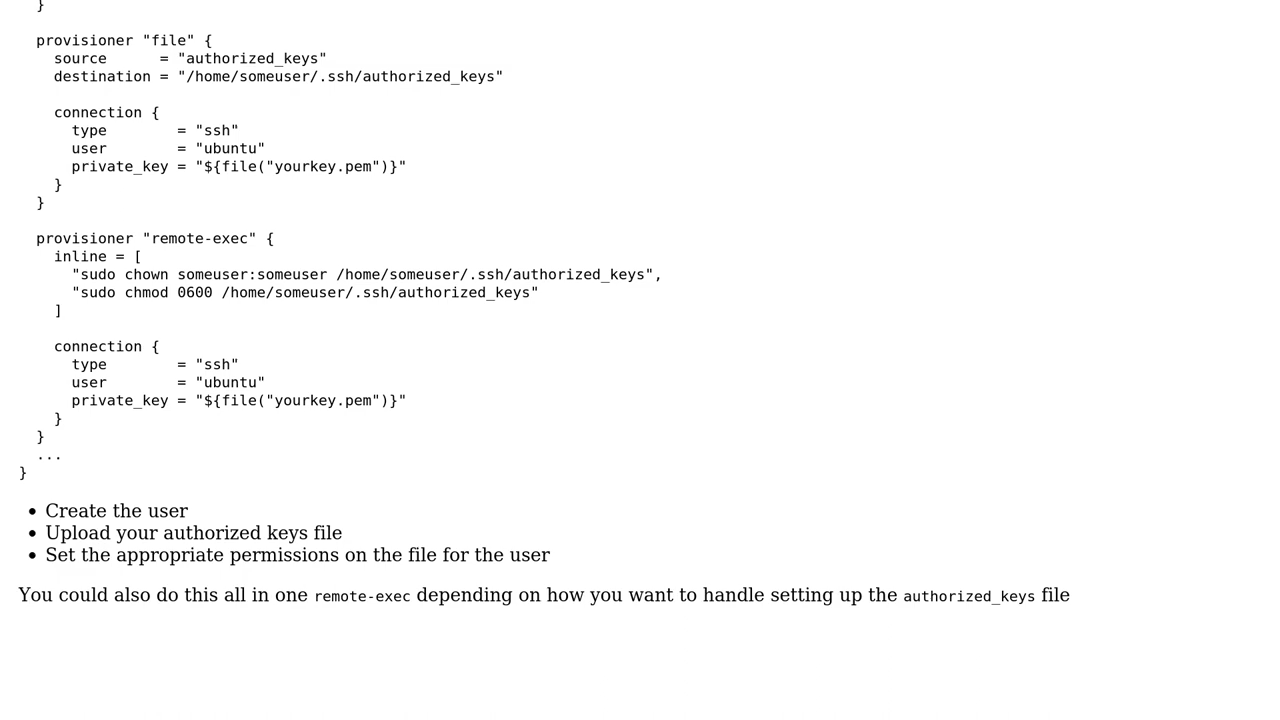 }

  provisioner "file" {
    source      = "authorized_keys"
    destination = "/home/someuser/.ssh/authorized_keys"

    connection {
      type        = "ssh"
      user        = "ubuntu"
      private_key = "${file("yourkey.pem")}"
    }
  }

  provisioner "remote-exec" {
    inline = [
      "sudo chown someuser:someuser /home/someuser/.ssh/authorized_keys",
      "sudo chmod 0600 /home/someuser/.ssh/authorized_keys"
    ]

    connection {
      type        = "ssh"
      user        = "ubuntu"
      private_key = "${file("yourkey.pem")}"
    }
  }
  ...
}
• Create the user
• Upload your authorized keys file
• Set the appropriate permissions on the file for the user
You could also do this all in one remote-exec depending on how you want to handle setting up the authorized_keys file